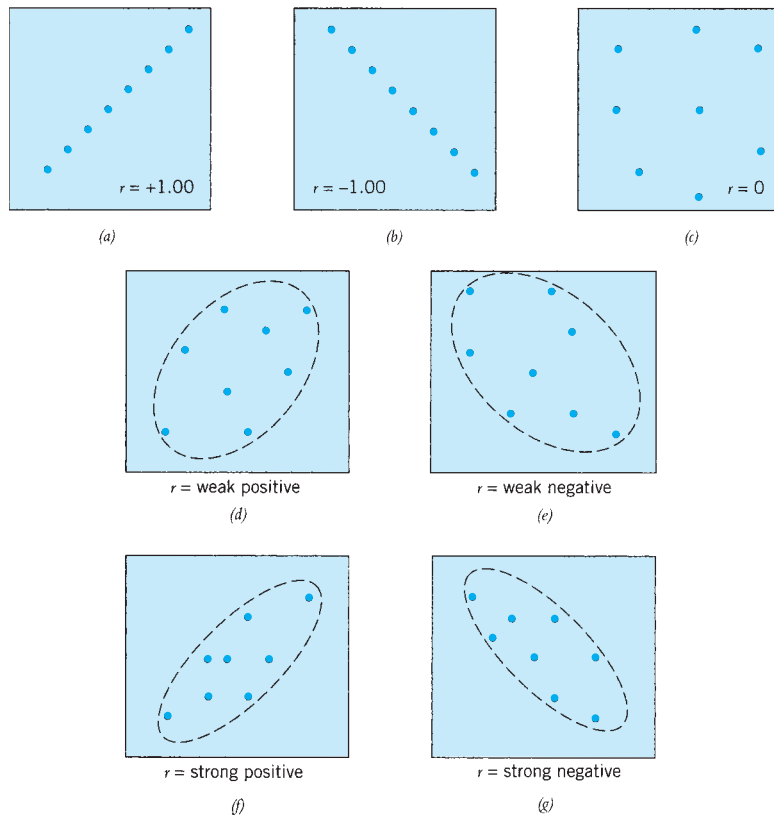 r = +1.00
r = −1.00
r = 0
(a)
(b)
(c)
r = weak positive
r = weak negative
(d)
(e)
r = strong positive
r = strong negative
(f)
(g)